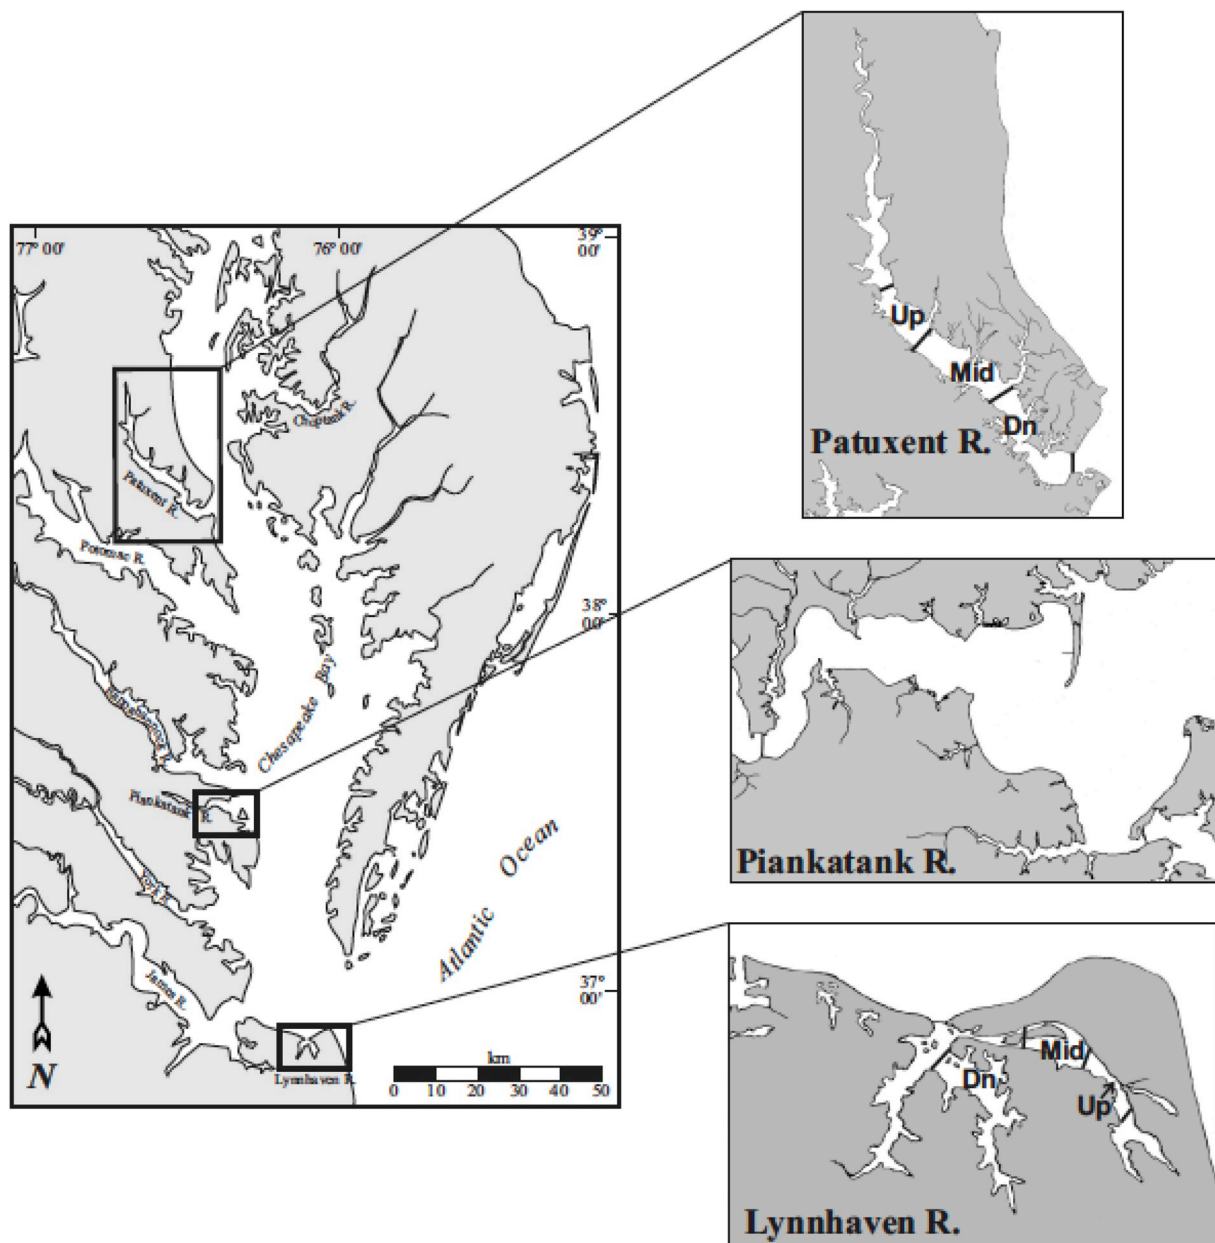 77° 00'
76° 00'
39°
00'
Choptank R.
Patuxent R.
Potomac R.
38°
00'
Rappahannock R.
Chesapeake Bay
Piankatank R.
York R.
Atlantic Ocean
James R.
37°
00'
Lynnhaven R.
N
km
0 10 20 30 40 50
Up
Mid
Dn
Patuxent R.
Piankatank R.
Mid
Dn
Up
Lynnhaven R.